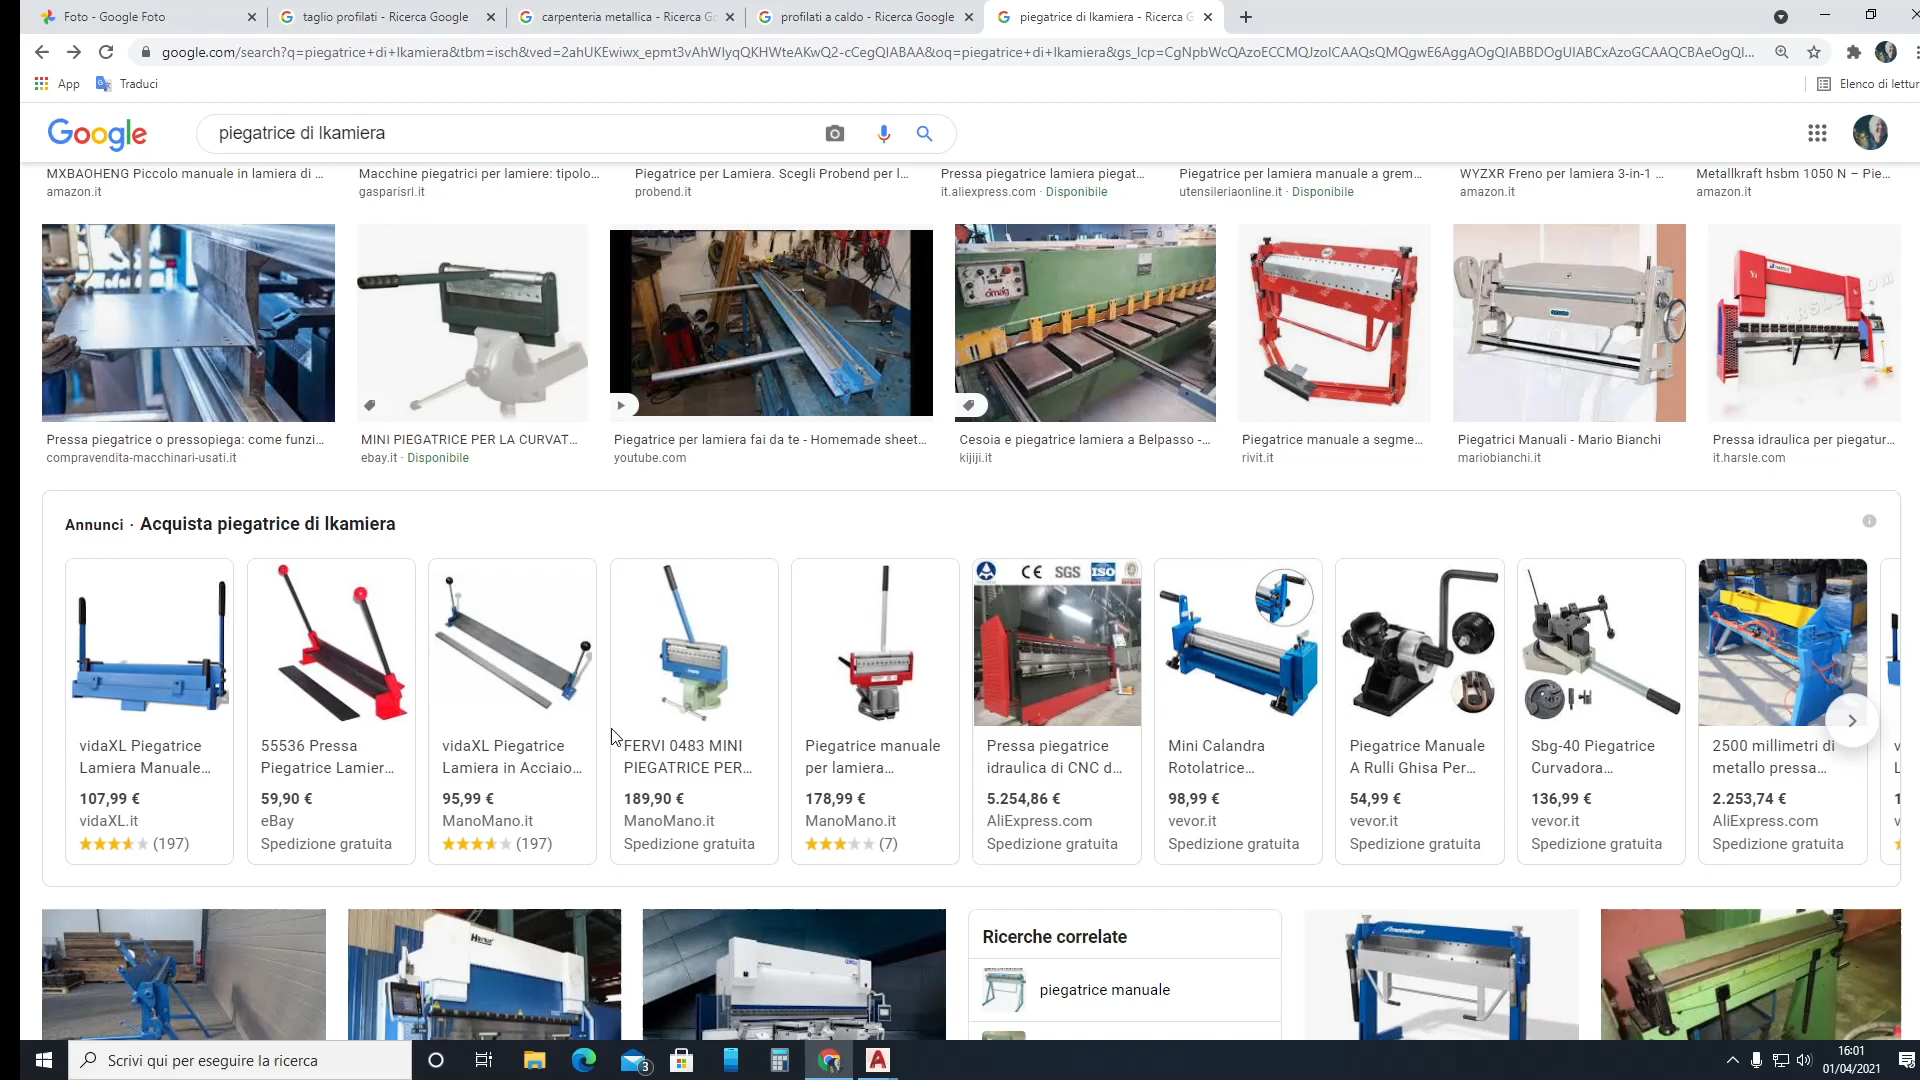 Foto - Google Foto
taglio profilati - Ricerca Google
carpenteria metallica - Ricerca Go
profilati a caldo - Ricerca Google
piegatrice di lkamiera - Ricerca G
google.com/search?q=piegatrice+di+lkamiera&tbm=isch&ved=2ahUKEwiwx_epmt3vAhWIyqQKHWteAKwQ2-cCegQIABAA&oq=piegatrice+di+lkamiera&gs_lcp=CgNpbWcQAzoECCMQJzoICAAQsQMQgwE6AggAOgQIABBDOgUIABCxAzoGCAAQCBAeOgQI...
App
Traduci
Elenco di lettur
Google
piegatrice di lkamiera
MXBAOHENG Piccolo manuale in lamiera di ...
Macchine piegatrici per lamiere: tipolo...
Piegatrice per Lamiera. Scegli Probend per l...
Pressa piegatrice lamiera piegat...
Piegatrice per lamiera manuale a grem...
WYZXR Freno per lamiera 3-in-1 ...
Metallkraft hsbm 1050 N – Pie...
amazon.it
gasparisrl.it
probend.it
it.aliexpress.com · Disponibile
utensileriaonline.it · Disponibile
amazon.it
amazon.it
omag
HARSLE
Pressa piegatrice o pressopiega: come funzi...
MINI PIEGATRICE PER LA CURVAT...
Piegatrice per lamiera fai da te - Homemade sheet...
Cesoia e piegatrice lamiera a Belpasso -...
Piegatrice manuale a segme...
Piegatrici Manuali - Mario Bianchi
Pressa idraulica per piegatur...
compravendita-macchinari-usati.it
ebay.it · Disponibile
youtube.com
kijiji.it
rivit.it
mariobianchi.it
it.harsle.com
Annunci · Acquista piegatrice di lkamiera
CE SGS ISO
vidaXL Piegatrice
Lamiera Manuale...
107,99 €
vidaXL.it
(197)
55536 Pressa
Piegatrice Lamier...
59,90 €
eBay
Spedizione gratuita
vidaXL Piegatrice
Lamiera in Acciaio...
95,99 €
ManoMano.it
(197)
FERVI 0483 MINI
PIEGATRICE PER...
189,90 €
ManoMano.it
Spedizione gratuita
Piegatrice manuale
per lamiera...
178,99 €
ManoMano.it
(7)
Pressa piegatrice
idraulica di CNC d...
5.254,86 €
AliExpress.com
Spedizione gratuita
Mini Calandra
Rotolatrice...
98,99 €
vevor.it
Spedizione gratuita
Piegatrice Manuale
A Rulli Ghisa Per...
54,99 €
vevor.it
Spedizione gratuita
Sbg-40 Piegatrice
Curvadora...
136,99 €
vevor.it
Spedizione gratuita
2500 millimetri di
metallo pressa...
2.253,74 €
AliExpress.com
Spedizione gratuita
Ricerche correlate
piegatrice manuale
Scrivi qui per eseguire la ricerca
3
16:01
01/04/2021